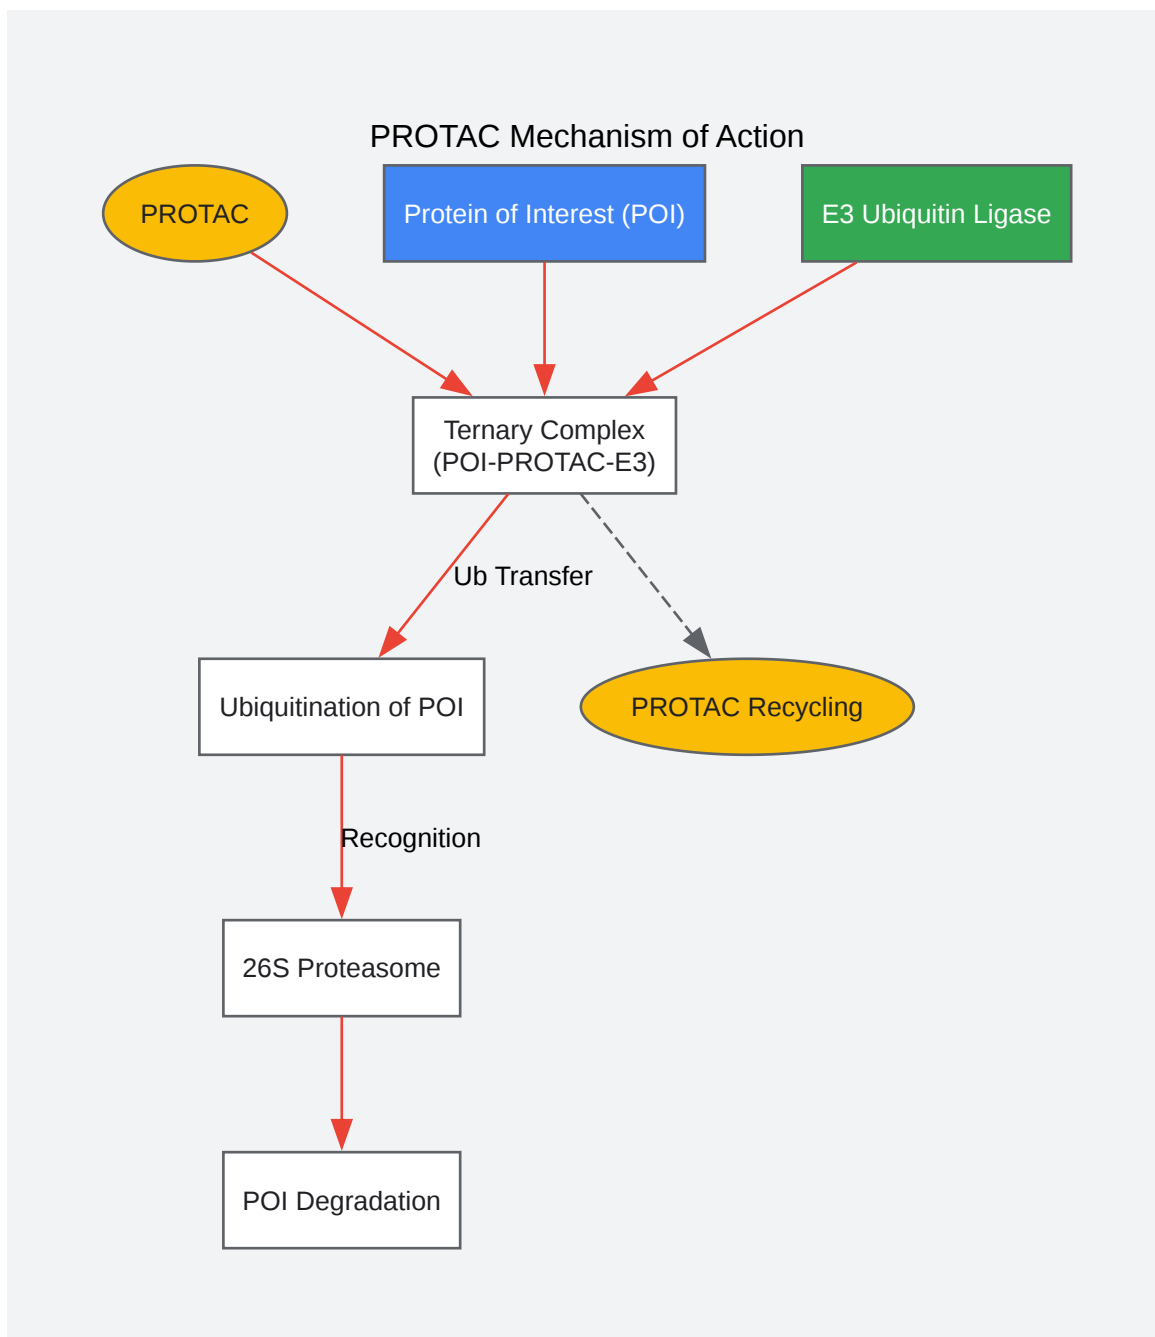 PROTAC Mechanism of Action
PROTAC
Protein of Interest (POI)
E3 Ubiquitin Ligase
Ternary Complex
(POI-PROTAC-E3)
Ub Transfer
Ubiquitination of POI
PROTAC Recycling
Recognition
26S Proteasome
POI Degradation